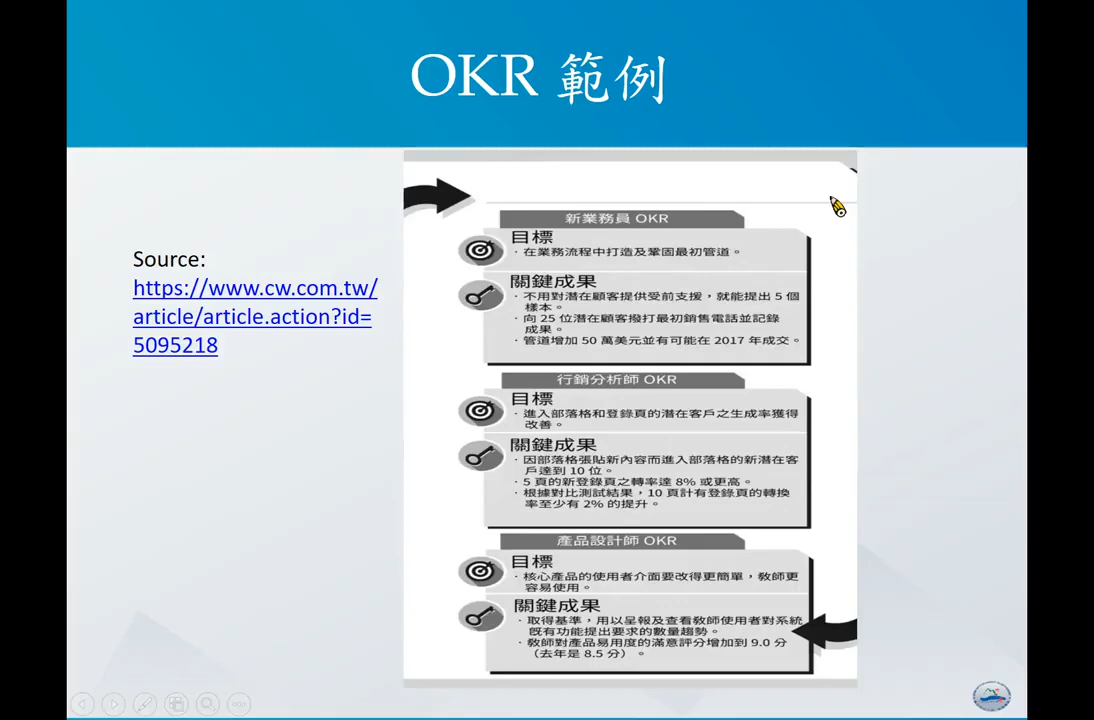 OKR 範例
Source:
https://www.cw.com.tw/
article/article.action?id=
5095218
新業務員 OKR
目標
·在業務流程中打造及鞏固最初管道。
關鍵成果
·不用對潛在顧客提供受前支援，就能提出 5 個
樣本。
·向 25 位潛在顧客撥打最初銷售電話並記錄
成果。
·管道增加 50 萬美元並有可能在 2017 年成交。
行銷分析師 OKR
目標
·進入部落格和登錄頁的潛在客戶之生成率獲得
改善。
關鍵成果
·因部落格張貼新內容而進入部落格的新潛在客
戶達到 10 位。
·5 頁的新登錄頁之轉率達 8% 或更高。
·根據對比測試結果，10 頁計有登錄頁的轉換
率至少有 2% 的提升。
產品設計師 OKR
目標
·核心產品的使用者介面要改得更簡單，教師更
容易使用。
關鍵成果
·取得基準，用以呈報及查看教師使用者對系統
既有功能提出要求的數量趨勢。
·教師對產品易用度的滿意評分增加到 9.0 分
（去年是 8.5 分）。